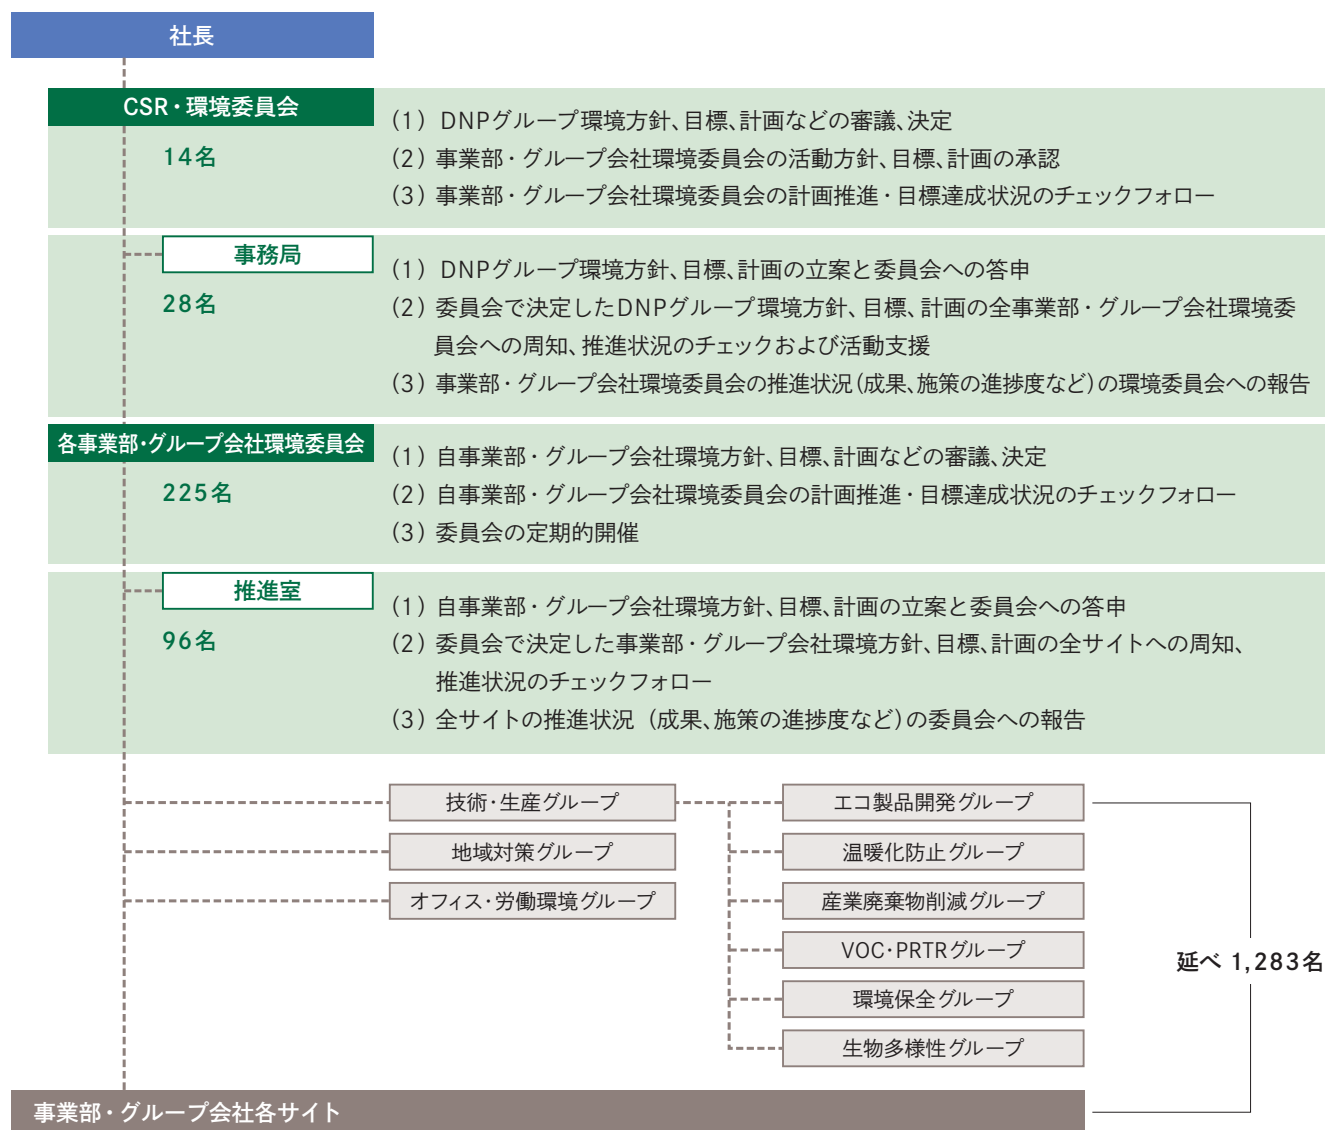 社長
CSR・環境委員会
14名
(1) DNPグループ環境方針、目標、計画などの審議、決定
(2) 事業部・グループ会社環境委員会の活動方針、目標、計画の承認
(3) 事業部・グループ会社環境委員会の計画推進・目標達成状況のチェックフォロー
事務局
28名
(1) DNPグループ環境方針、目標、計画の立案と委員会への答申
(2) 委員会で決定したDNPグループ環境方針、目標、計画の全事業部・グループ会社環境委
員会への周知、推進状況のチェックおよび活動支援
(3) 事業部・グループ会社環境委員会の推進状況(成果、施策の進捗度など)の環境委員会への報告
各事業部・グループ会社環境委員会
225名
(1) 自事業部・グループ会社環境方針、目標、計画などの審議、決定
(2) 自事業部・グループ会社環境委員会の計画推進・目標達成状況のチェックフォロー
(3) 委員会の定期的開催
推進室
96名
(1) 自事業部・グループ会社環境方針、目標、計画の立案と委員会への答申
(2) 委員会で決定した事業部・グループ会社環境方針、目標、計画の全サイトへの周知、
推進状況のチェックフォロー
(3) 全サイトの推進状況 (成果、施策の進捗度など)の委員会への報告
技術・生産グループ
地域対策グループ
オフィス・労働環境グループ
エコ製品開発グループ
温暖化防止グループ
産業廃棄物削減グループ
VOC・PRTRグループ
環境保全グループ
生物多様性グループ
延べ 1,283名
事業部・グループ会社各サイト